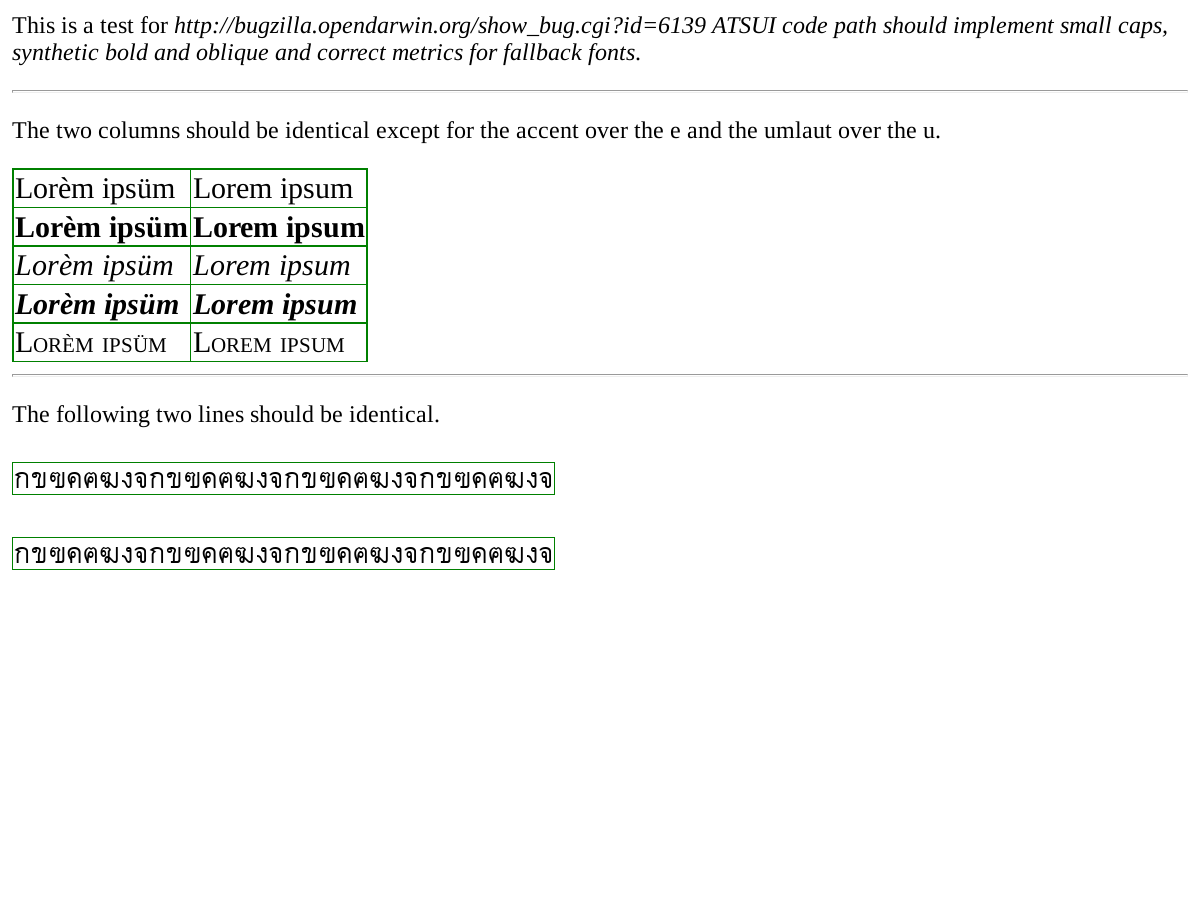 This is a test for http://bugzilla.opendarwin.org/show_bug.cgi?id=6139 ATSUI code path should implement small caps,
synthetic bold and oblique and correct metrics for fallback fonts.
The two columns should be identical except for the accent over the e and the umlaut over the u.
Lorèm ipsüm Lorem ipsum
Lorèm ipsüm Lorem ipsum
Lorèm ipsüm Lorem ipsum
Lorèm ipsüm Lorem ipsum
Lorèm ipsüm Lorem ipsum
The following two lines should be identical.
กขฃคฅฆงจกขฃคฅฆงจกขฃคฅฆงจกขฃคฅฆงจ
กขฃคฅฆงจกขฃคฅฆงจกขฃคฅฆงจกขฃคฅฆงจ